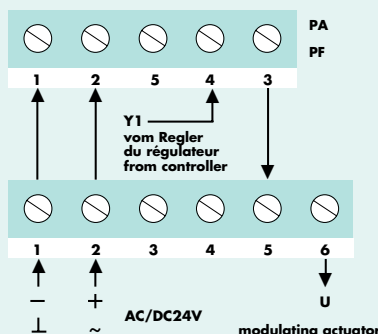 PA
PF
1 2 5 4 3
Y1
vom Regler
du régulateur
from controller
1 2 3 4 5 6
− + U
⊥ ~ AC/DC24V modulating actuator